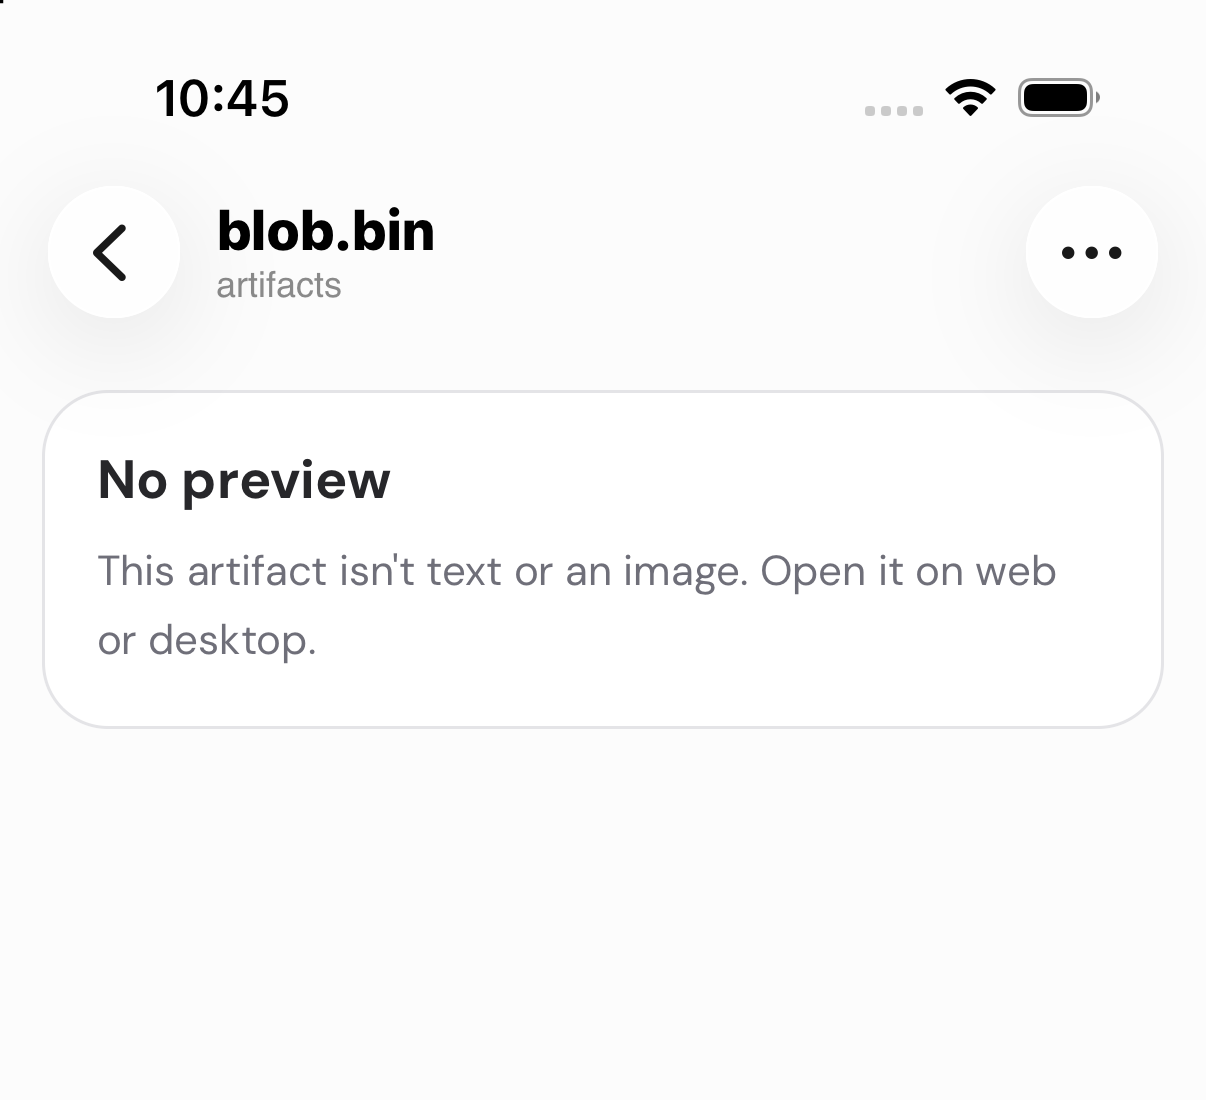 10:45
blob.bin
artifacts
No preview
This artifact isn't text or an image. Open it on web
or desktop.